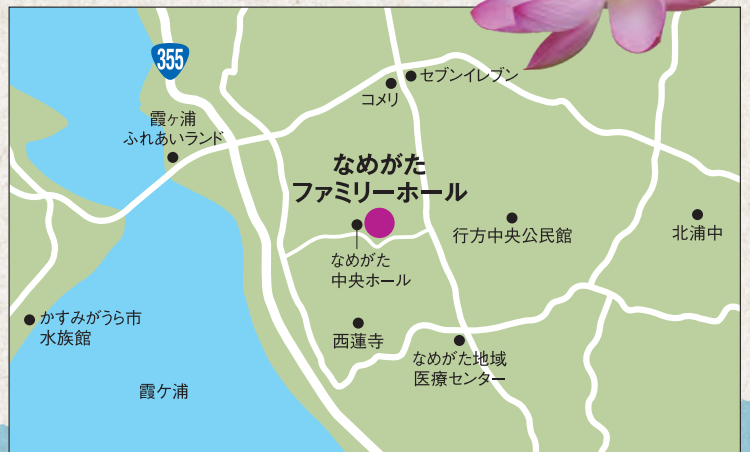 355
セブンイレブン
コメリ
霞ヶ浦
ふれあいランド
なめがた
ファミリーホール
行方中央公民館
北浦中
なめがた
中央ホール
かすみがうら市
水族館
西蓮寺
なめがた地域
医療センター
霞ケ浦